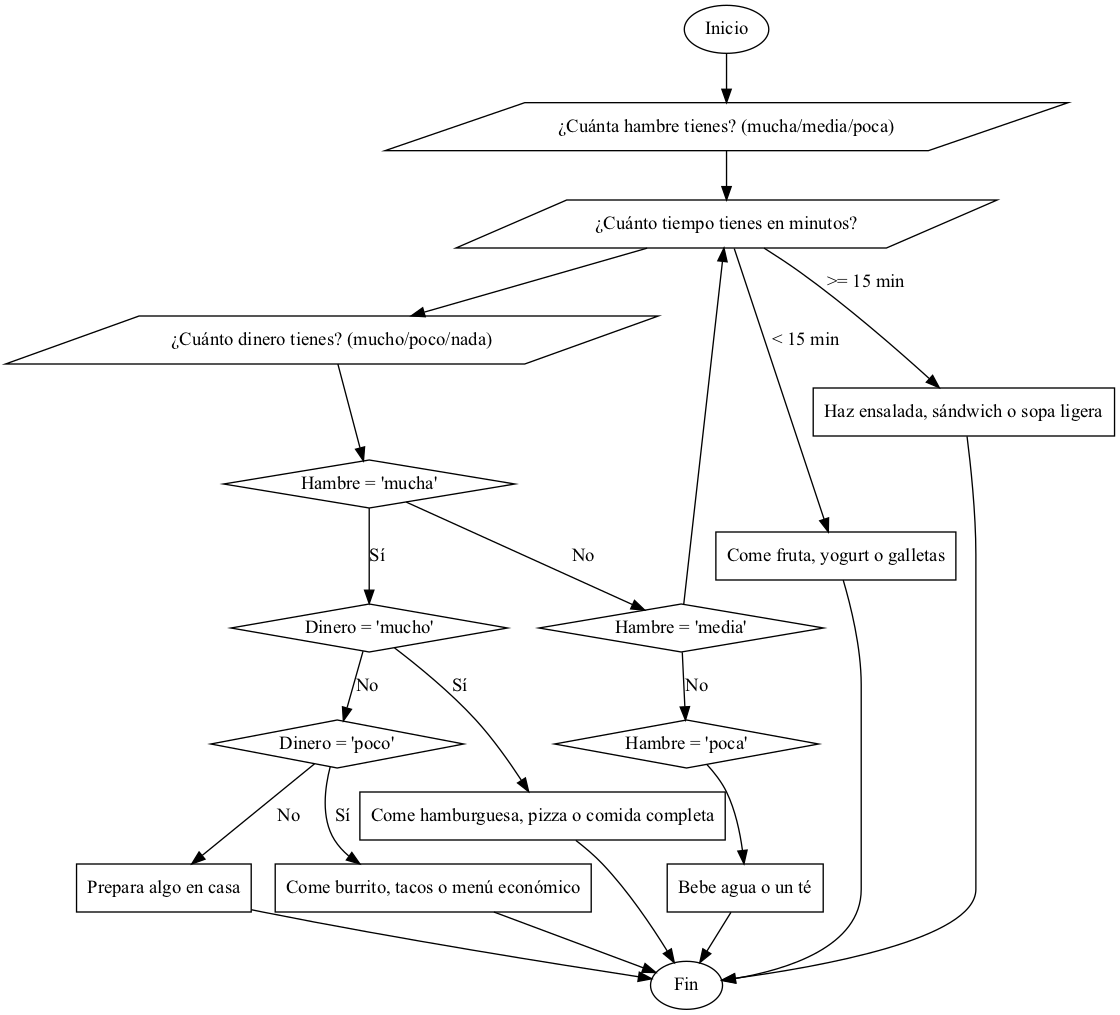 Inicio
¿Cuánta hambre tienes? (mucha/media/poca)
¿Cuánto tiempo tienes en minutos?
>= 15 min
¿Cuánto dinero tienes? (mucho/poco/nada)
< 15 min
Haz ensalada, sándwich o sopa ligera
Hambre = 'mucha'
Sí
No
Come fruta, yogurt o galletas
Dinero = 'mucho'
Hambre = 'media'
No
Sí
No
Dinero = 'poco'
Hambre = 'poca'
No
Sí
Come hamburguesa, pizza o comida completa
Prepara algo en casa
Come burrito, tacos o menú económico
Bebe agua o un té
Fin